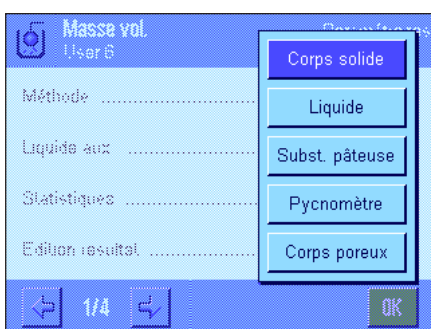 Masse vol.
User 6
Paramètres
Méthode ..................
Liquide aux ..............
Statistiques ..............
Edition résultat ..............
Corps solide
Liquide
Subst. pâteuse
Pycnomètre
Corps poreux
1/4
OK